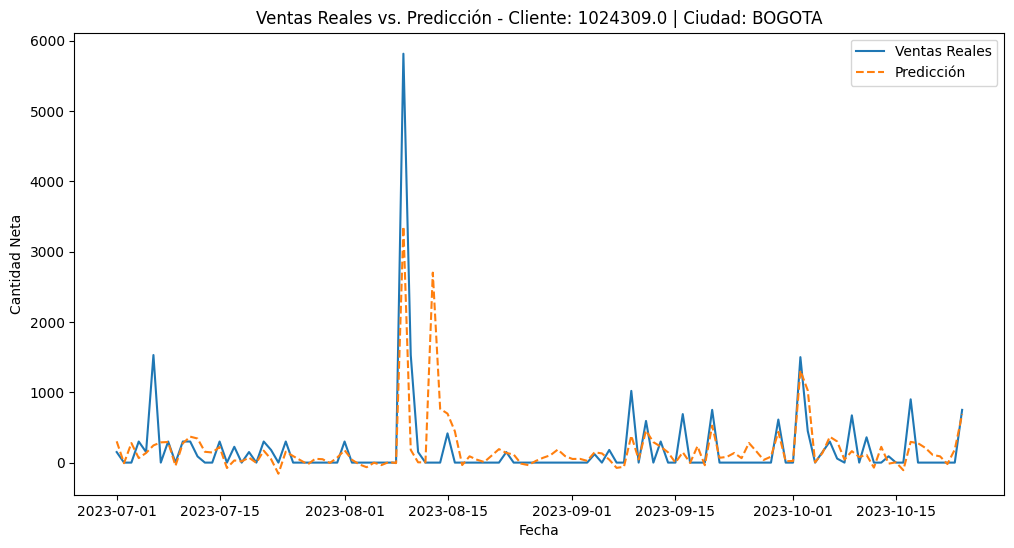 Ventas Reales vs. Predicción - Cliente: 1024309.0 | Ciudad: BOGOTA
Ventas Reales
Predicción
Cantidad Neta
6000
5000
4000
3000
2000
1000
0
2023-07-01 2023-07-15 2023-08-01 2023-08-15 2023-09-01 2023-09-15 2023-10-01 2023-10-15
Fecha